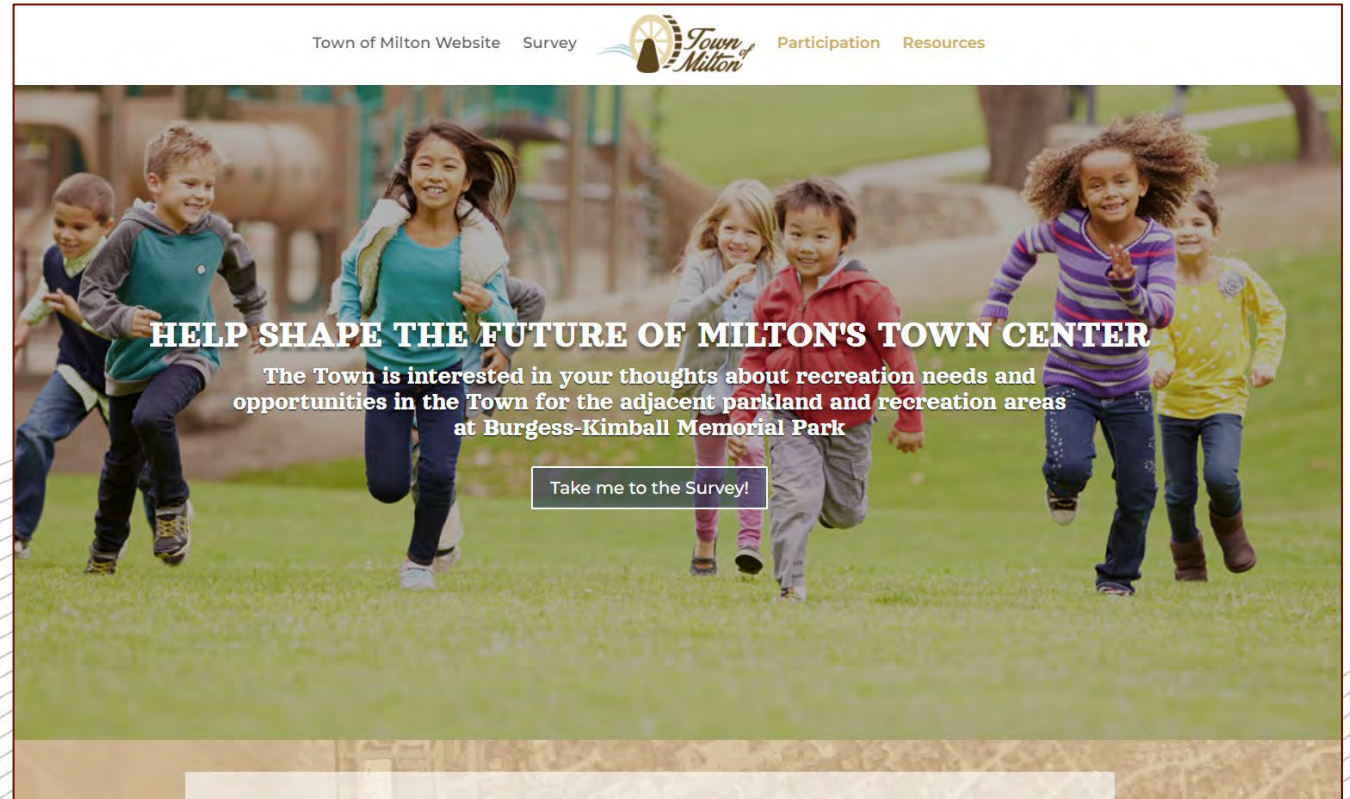 Town of Milton Website Survey Town of Milton Participation Resources
HELP SHAPE THE FUTURE OF MILTON'S TOWN CENTER
The Town is interested in your thoughts about recreation needs and
opportunities in the Town for the adjacent parkland and recreation areas
at Burgess-Kimball Memorial Park
Take me to the Survey!